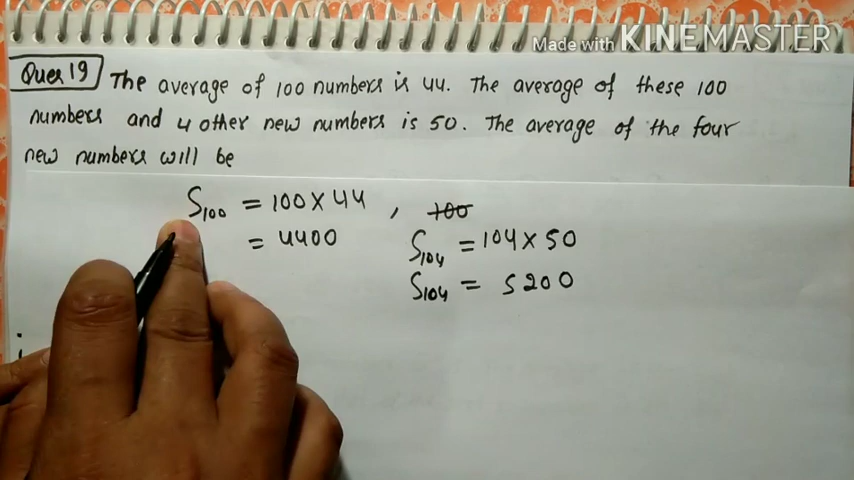 Made with KINEMASTER
Ques 19 The average of 100 numbers is 44. The average of these 100
numbers and 4 other new numbers is 50. The average of the four
new numbers will be
S100 = 100 × 44 , 100
= 4400
S104 = 104 × 50
S104 = 5200